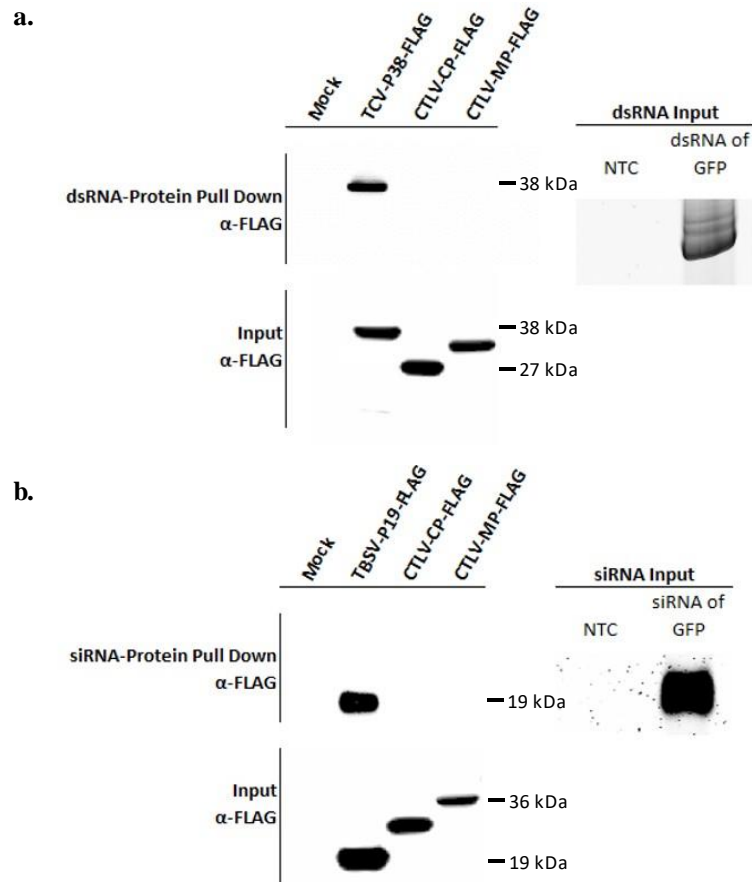 a.
Mock
TCV-P38-FLAG
CTLV-CP-FLAG
CTLV-MP-FLAG
dsRNA-Protein Pull Down
α-FLAG
38 kDa
Input
α-FLAG
38 kDa
27 kDa
dsRNA Input
NTC
dsRNA of
GFP
b.
Mock
TBSV-P19-FLAG
CTLV-CP-FLAG
CTLV-MP-FLAG
siRNA-Protein Pull Down
α-FLAG
19 kDa
Input
α-FLAG
36 kDa
19 kDa
siRNA Input
NTC
siRNA of
GFP